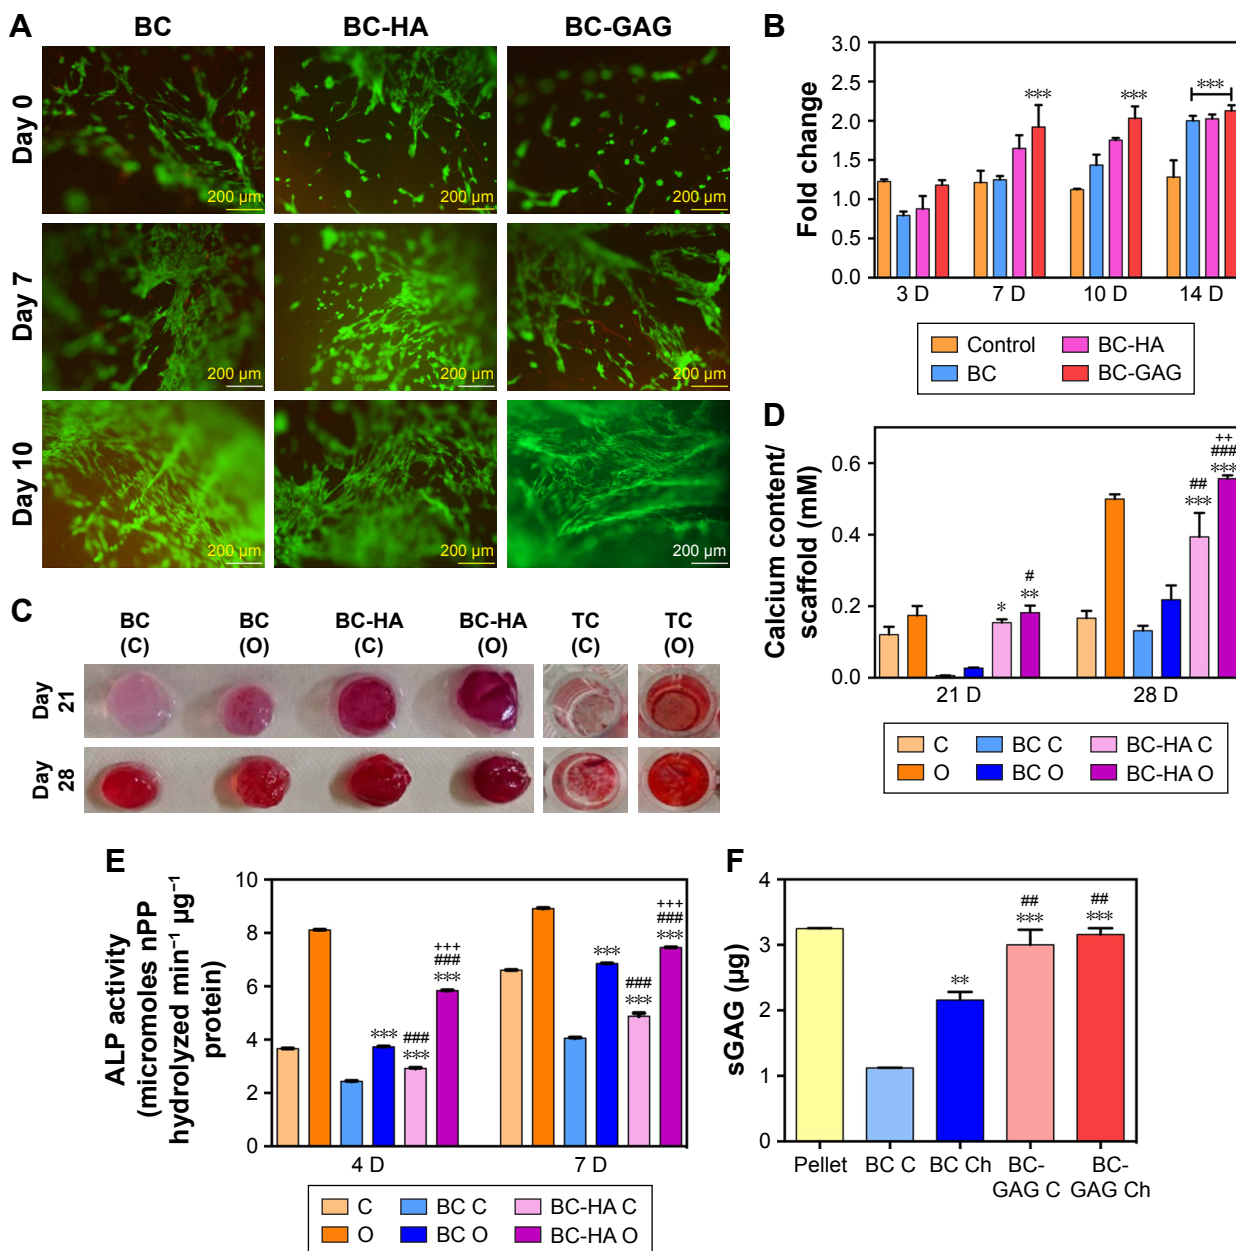 A
BC
BC-HA
BC-GAG
Day 0
200 µm
200 µm
200 µm
Day 7
200 µm
200 µm
200 µm
Day 10
200 µm
200 µm
200 µm
B
Fold change
3.0
2.5
2.0
1.5
1.0
0.5
0.0
***
***
***
3 D
7 D
10 D
14 D
Control
BC-HA
BC
BC-GAG
C
BC
(C)
BC
(O)
BC-HA
(C)
BC-HA
(O)
TC
(C)
TC
(O)
Day
21
Day
28
D
Calcium content/
scaffold (mM)
0.6
0.4
0.2
0.0
*
#
**
##
***
++
###
***
21 D
28 D
C
BC C
BC-HA C
O
BC O
BC-HA O
E
ALP activity
(micromoles nPP
hydrolyzed min⁻¹ µg⁻¹
protein)
10
8
6
4
2
0
***
###
***
+++
###
***
***
###
***
+++
###
***
4 D
7 D
C
BC C
BC-HA C
O
BC O
BC-HA O
F
sGAG (µg)
4
3
2
1
0
**
##
***
##
***
Pellet
BC C
BC Ch
BC-
GAG C
BC-
GAG Ch